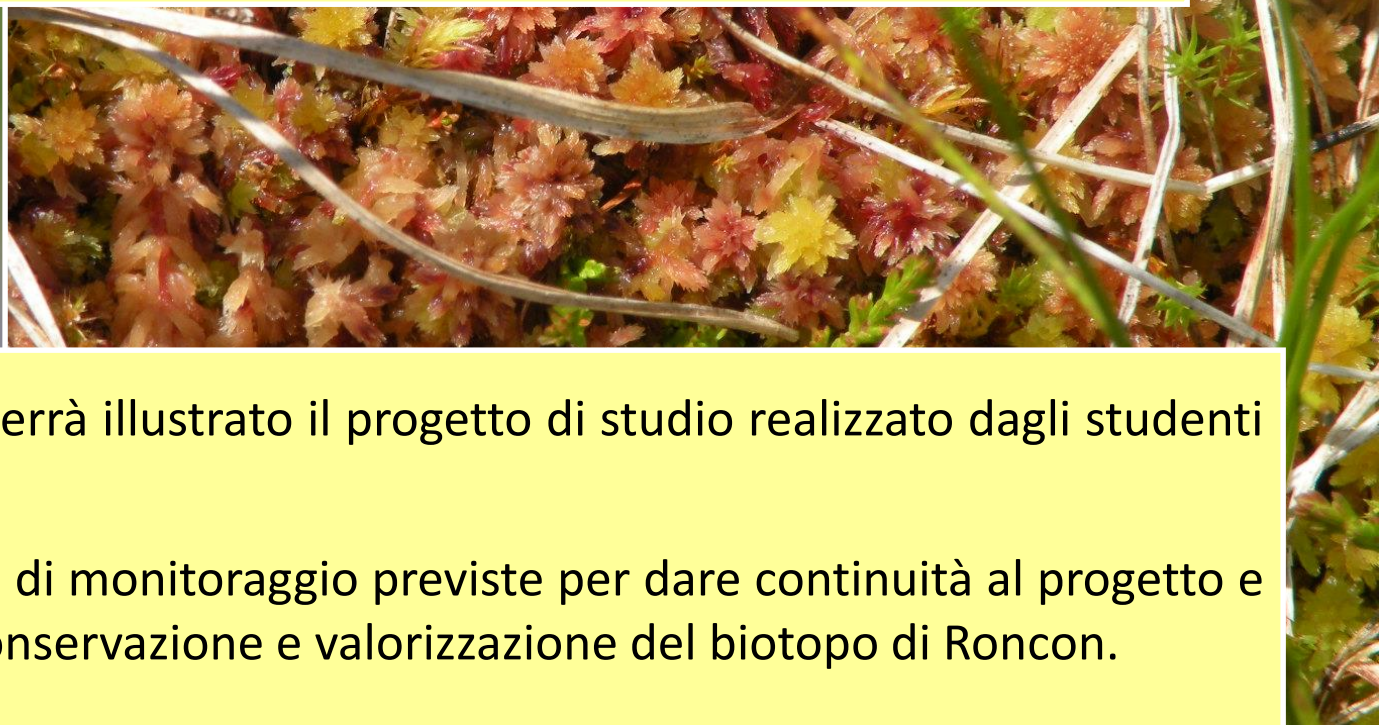 errà illustrato il progetto di studio realizzato dagli studenti
di monitoraggio previste per dare continuità al progetto e
onservazione e valorizzazione del biotopo di Roncon.